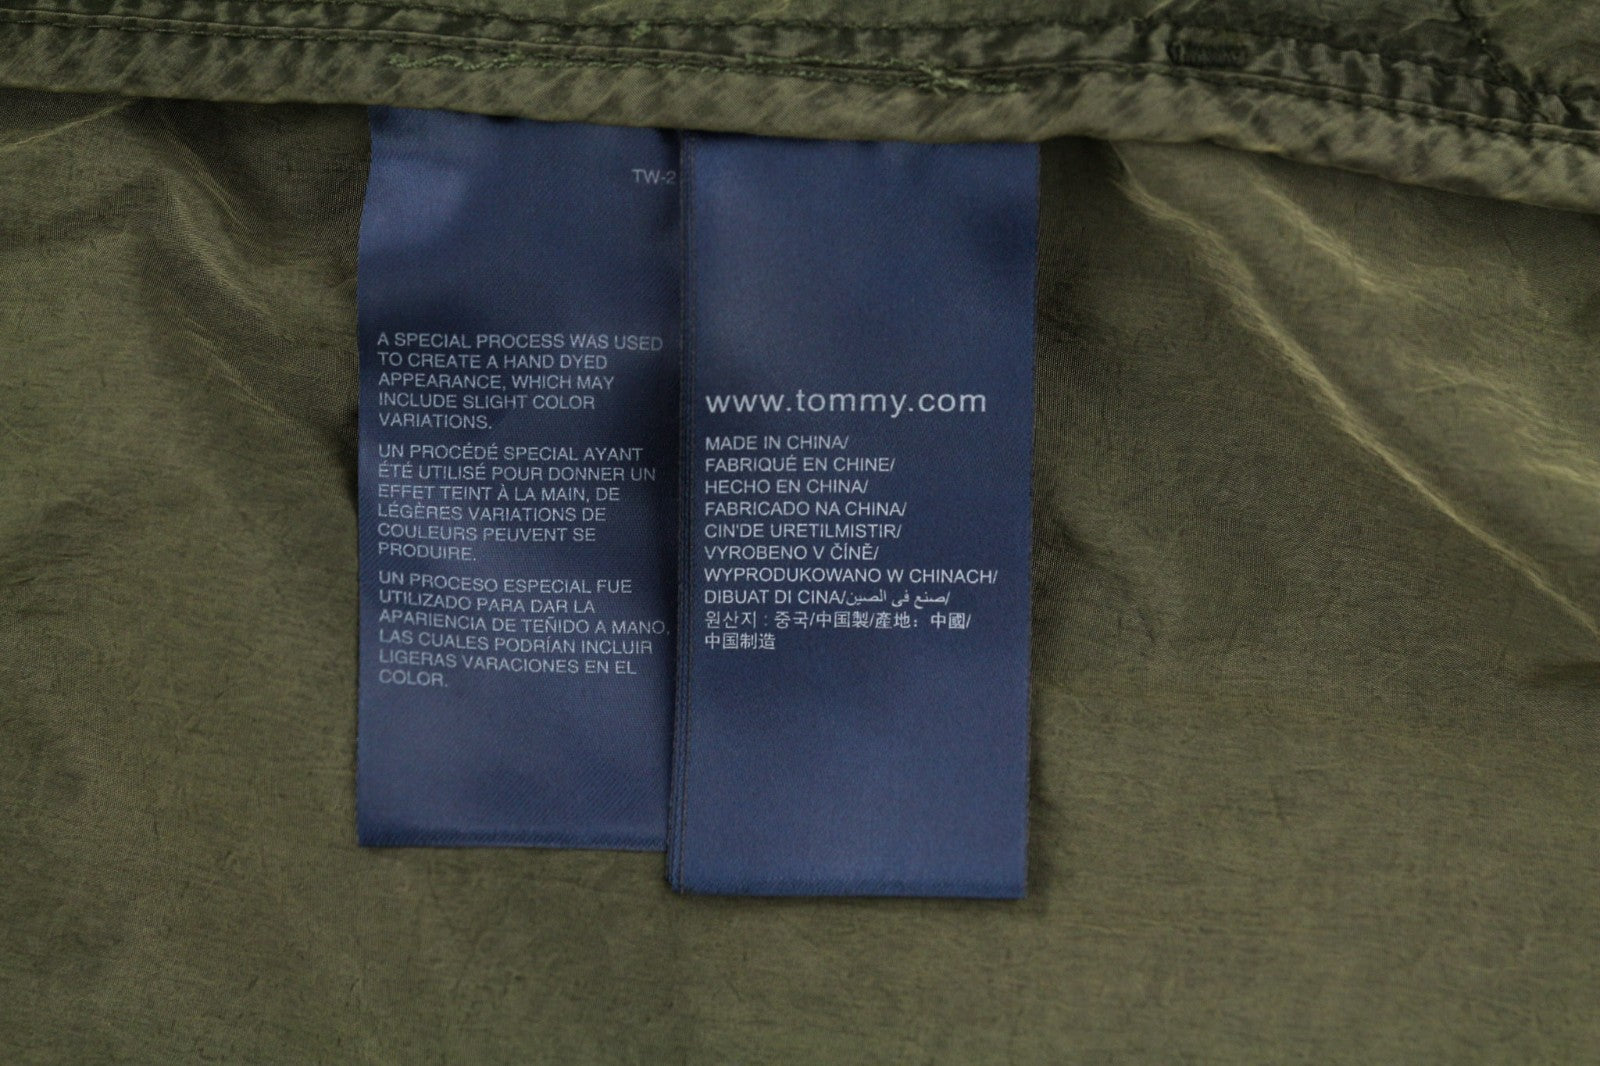 TW-2
A SPECIAL PROCESS WAS USED
TO CREATE A HAND DYED
APPEARANCE, WHICH MAY
INCLUDE SLIGHT COLOR
VARIATIONS.
UN PROCÉDÉ SPECIAL AYANT
ÉTÉ UTILISÉ POUR DONNER UN
EFFET TEINT À LA MAIN, DE
LÉGÈRES VARIATIONS DE
COULEURS PEUVENT SE
PRODUIRE.
UN PROCESO ESPECIAL FUE
UTILIZADO PARA DAR LA
APARIENCIA DE TEÑIDO A MANO,
LAS CUALES PODRÍAN INCLUIR
LIGERAS VARACIONES EN EL
COLOR.
www.tommy.com
MADE IN CHINA/
FABRIQUÉ EN CHINE/
HECHO EN CHINA/
FABRICADO NA CHINA/
CIN'DE URETILMISTIR/
VYROBENO V ČÍNĚ/
WYPRODUKOWANO W CHINACH/
DIBUAT DI CINA/صنع في الصين/
원산지 : 중국/中国製/產地：中國/
中国制造